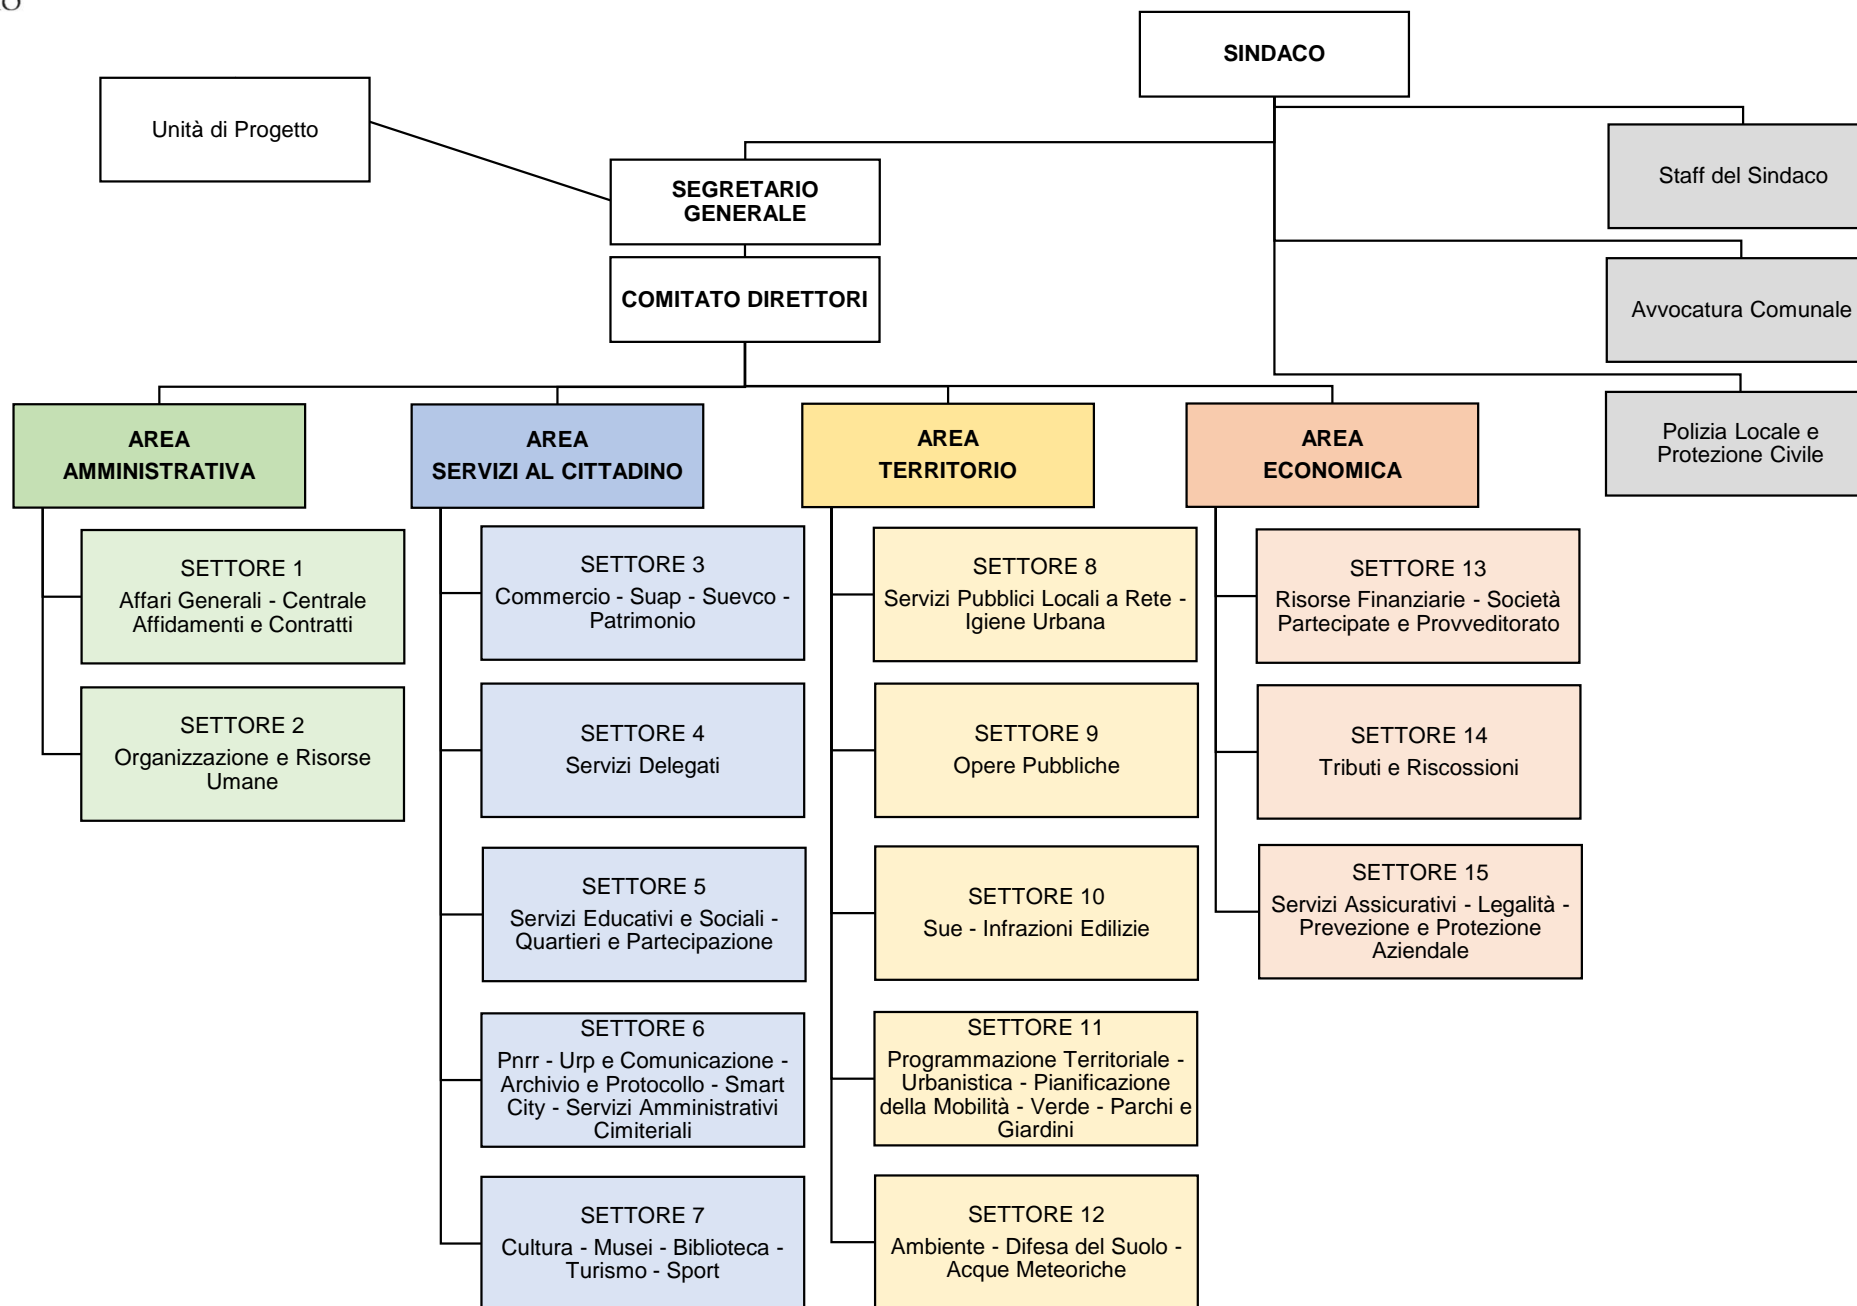 SINDACO
Unità di Progetto
Staff del Sindaco
SEGRETARIO
GENERALE
COMITATO DIRETTORI
Avvocatura Comunale
Polizia Locale e
Protezione Civile
AREA
AMMINISTRATIVA
AREA
SERVIZI AL CITTADINO
AREA
TERRITORIO
AREA
ECONOMICA
SETTORE 1
Affari Generali - Centrale
Affidamenti e Contratti
SETTORE 2
Organizzazione e Risorse
Umane
SETTORE 3
Commercio - Suap - Suevco -
Patrimonio
SETTORE 4
Servizi Delegati
SETTORE 5
Servizi Educativi e Sociali -
Quartieri e Partecipazione
SETTORE 6
Pnrr - Urp e Comunicazione -
Archivio e Protocollo - Smart
City - Servizi Amministrativi
Cimiteriali
SETTORE 7
Cultura - Musei - Biblioteca -
Turismo - Sport
SETTORE 8
Servizi Pubblici Locali a Rete -
Igiene Urbana
SETTORE 9
Opere Pubbliche
SETTORE 10
Sue - Infrazioni Edilizie
SETTORE 11
Programmazione Territoriale -
Urbanistica - Pianificazione
della Mobilità - Verde - Parchi e
Giardini
SETTORE 12
Ambiente - Difesa del Suolo -
Acque Meteoriche
SETTORE 13
Risorse Finanziarie - Società
Partecipate e Provveditorato
SETTORE 14
Tributi e Riscossioni
SETTORE 15
Servizi Assicurativi - Legalità -
Prevezione e Protezione
Aziendale